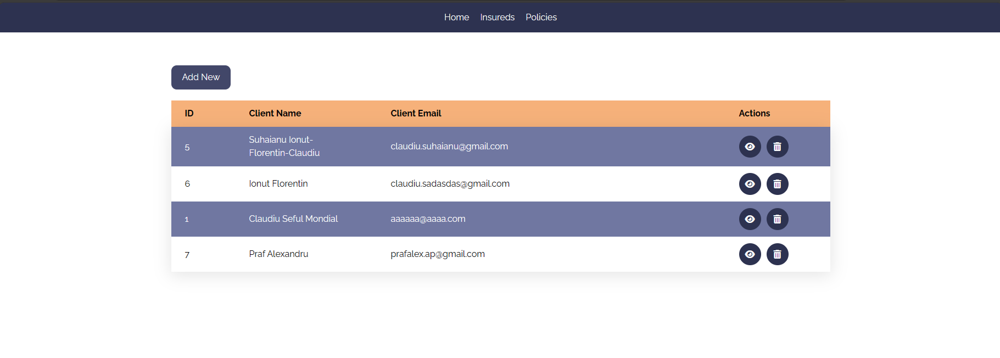 Home Insureds Policies
Add New
ID Client Name Client Email Actions
5 Suhaianu Ionut-
Florentin-Claudiu claudiu.suhaianu@gmail.com
6 Ionut Florentin claudiu.sadasdas@gmail.com
1 Claudiu Seful Mondial aaaaaa@aaaa.com
7 Praf Alexandru prafalex.ap@gmail.com